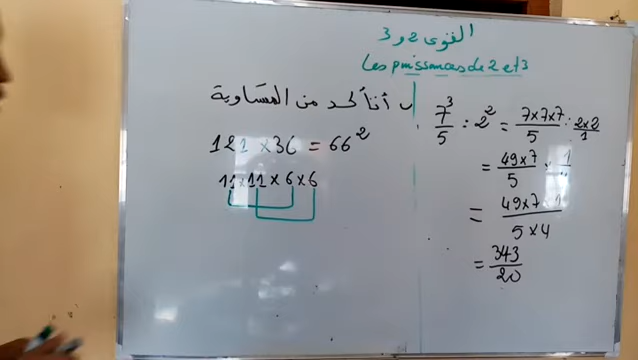 القوى 2 و 3
Les puissances de 2 et 3
ب أتأكد من المساوية
121 × 36 = 66²
11 × 11 × 6 × 6
7³/5 : 2² = 7×7×7/5 : 2×2/1
= 49×7/5 × 1/4
= 49×7×1/5×4
= 343/20